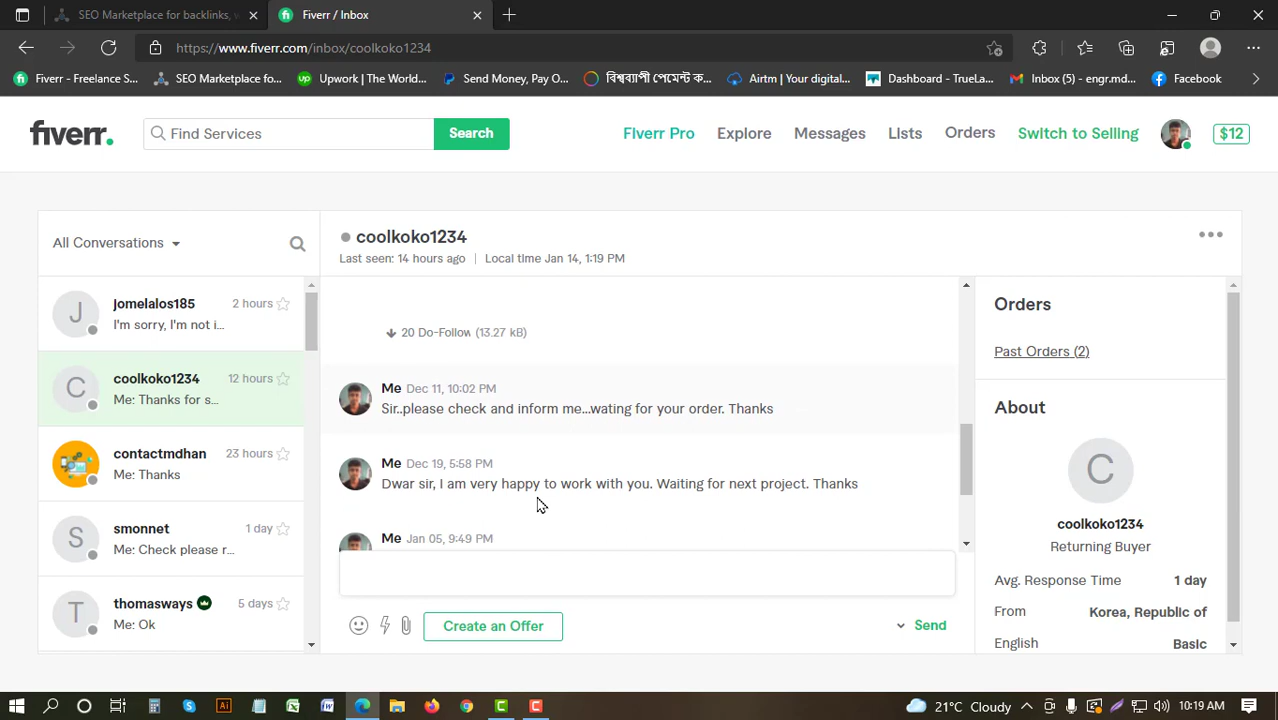 SEO Marketplace for backlinks, w
Fiverr / Inbox
https://www.fiverr.com/inbox/coolkoko1234
Fiverr - Freelance S...
SEO Marketplace fo...
Upwork | The World...
Send Money, Pay O...
বিশ্বব্যাপী পেমেন্ট ক...
Airtm | Your digital...
Dashboard - TrueLa...
Inbox (5) - engr.md...
Facebook
fiverr.
Find Services
Search
Fiverr Pro
Explore
Messages
Lists
Orders
Switch to Selling
$12
All Conversations
coolkoko1234
Last seen: 14 hours ago | Local time Jan 14, 1:19 PM
J
jomelalos185
2 hours
I'm sorry, I'm not i...
C
coolkoko1234
12 hours
Me: Thanks for s...
contactmdhan
23 hours
Me: Thanks
S
smonnet
1 day
Me: Check please r...
T
thomasways
5 days
Me: Ok
20 Do-Follow (13.27 kB)
Me Dec 11, 10:02 PM
Sir..please check and inform me...wating for your order. Thanks
Me Dec 19, 5:58 PM
Dwar sir, I am very happy to work with you. Waiting for next project. Thanks
Me Jan 05, 9:49 PM
Create an Offer
Send
Orders
Past Orders (2)
About
C
coolkoko1234
Returning Buyer
Avg. Response Time 1 day
From Korea, Republic of
English Basic
Ai
21°C Cloudy
10:19 AM